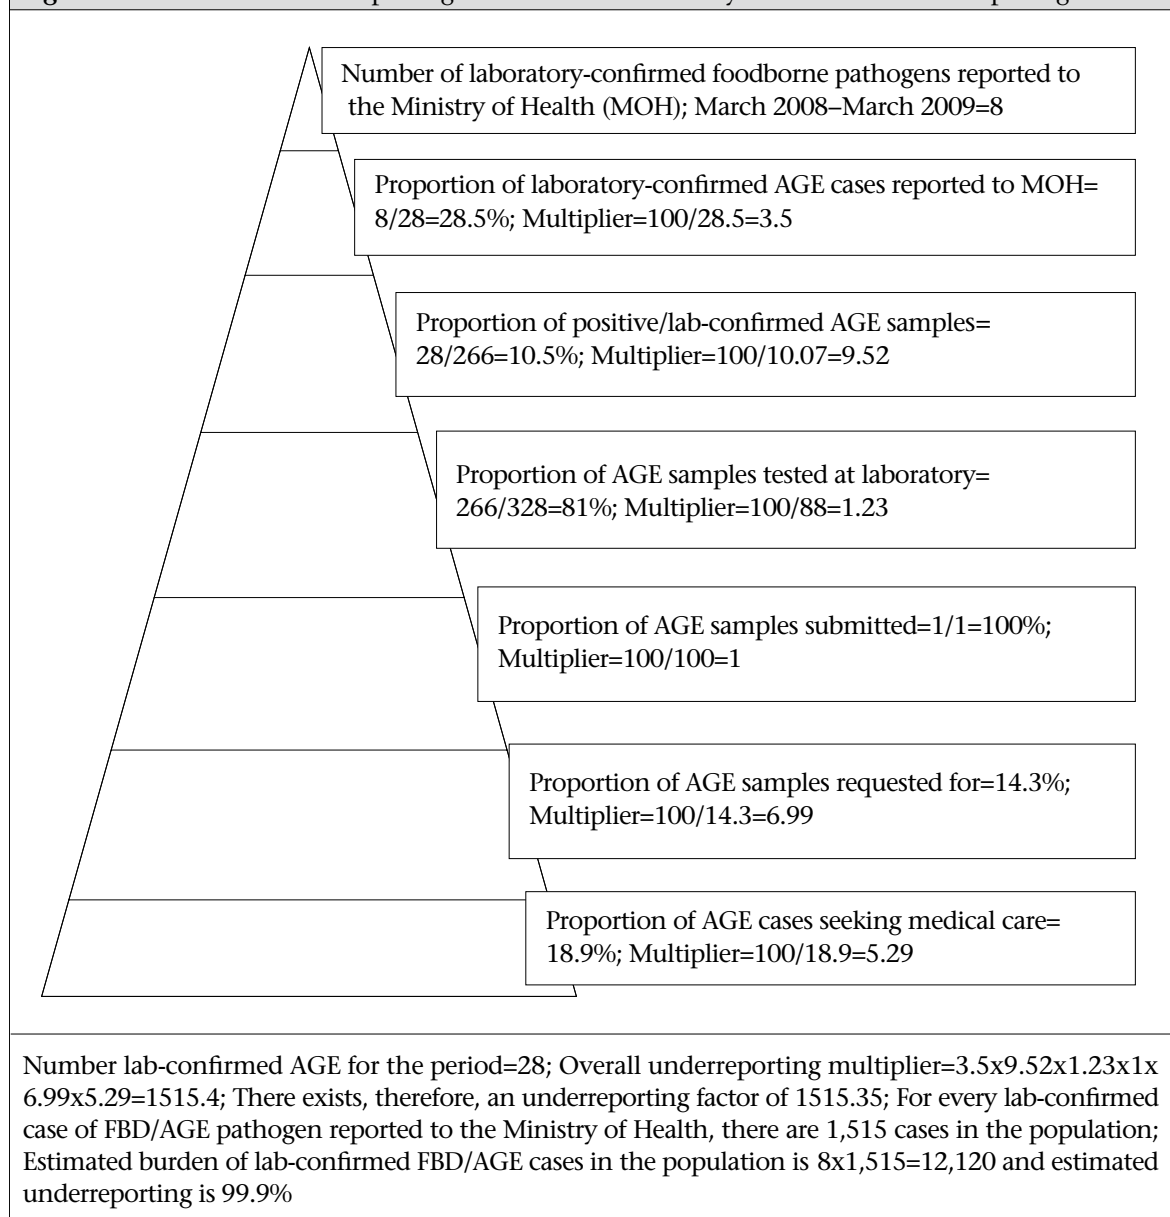 Number of laboratory-confirmed foodborne pathogens reported to
the Ministry of Health (MOH); March 2008–March 2009=8
Proportion of laboratory-confirmed AGE cases reported to MOH=
8/28=28.5%; Multiplier=100/28.5=3.5
Proportion of positive/lab-confirmed AGE samples=
28/266=10.5%; Multiplier=100/10.07=9.52
Proportion of AGE samples tested at laboratory=
266/328=81%; Multiplier=100/88=1.23
Proportion of AGE samples submitted=1/1=100%;
Multiplier=100/100=1
Proportion of AGE samples requested for=14.3%;
Multiplier=100/14.3=6.99
Proportion of AGE cases seeking medical care=
18.9%; Multiplier=100/18.9=5.29
Number lab-confirmed AGE for the period=28; Overall underreporting multiplier=3.5x9.52x1.23x1x
6.99x5.29=1515.4; There exists, therefore, an underreporting factor of 1515.35; For every lab-confirmed
case of FBD/AGE pathogen reported to the Ministry of Health, there are 1,515 cases in the population;
Estimated burden of lab-confirmed FBD/AGE cases in the population is 8x1,515=12,120 and estimated
underreporting is 99.9%